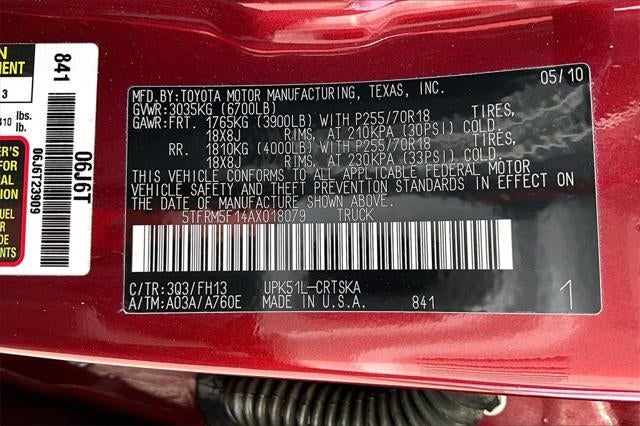 MFD.BY:TOYOTA MOTOR MANUFACTURING, TEXAS, INC. 05/10
GVWR:3035KG (6700LB)
GAWR:FRT. 1765KG (3900LB) WITH P255/70R18 TIRES,
18X8J RIMS, AT 210KPA (30PSI) COLD.
RR. 1810KG (4000LB) WITH P255/70R18 TIRES,
18X8J RIMS, AT 230KPA (33PSI) COLD.
THIS VEHICLE CONFORMS TO ALL APPLICABLE FEDERAL MOTOR
VEHICLE SAFETY AND THEFT PREVENTION STANDARDS IN EFFECT ON
THE DATE OF MANUFACTURE SHOWN ABOVE.
5TFRM5F14AX018079 TRUCK
C/TR:3Q3/FH13 UPK51L-CRTSKA
A/TM:A03A/A760E MADE IN U.S.A. 841 1
841
06J6T
06J6T23909
3
lbs.
lb.